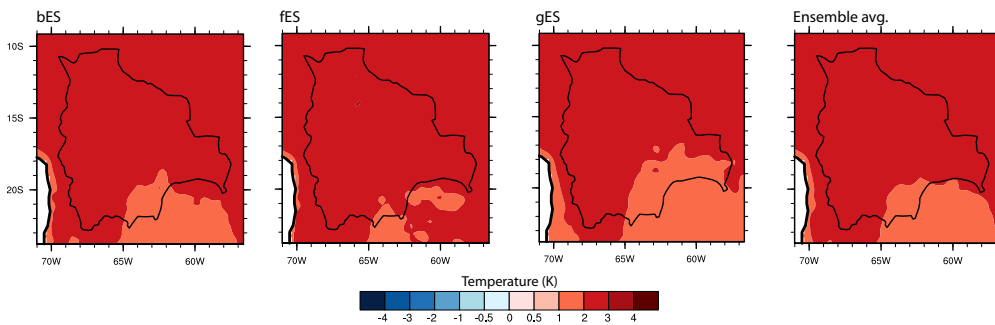 bES fES gES Ensemble avg.
10S
15S
20S
70W 65W 60W 70W 65W 60W 70W 65W 60W 70W 65W 60W
Temperature (K)
-4 -3 -2 -1 -0.5 0 0.5 1 2 3 4